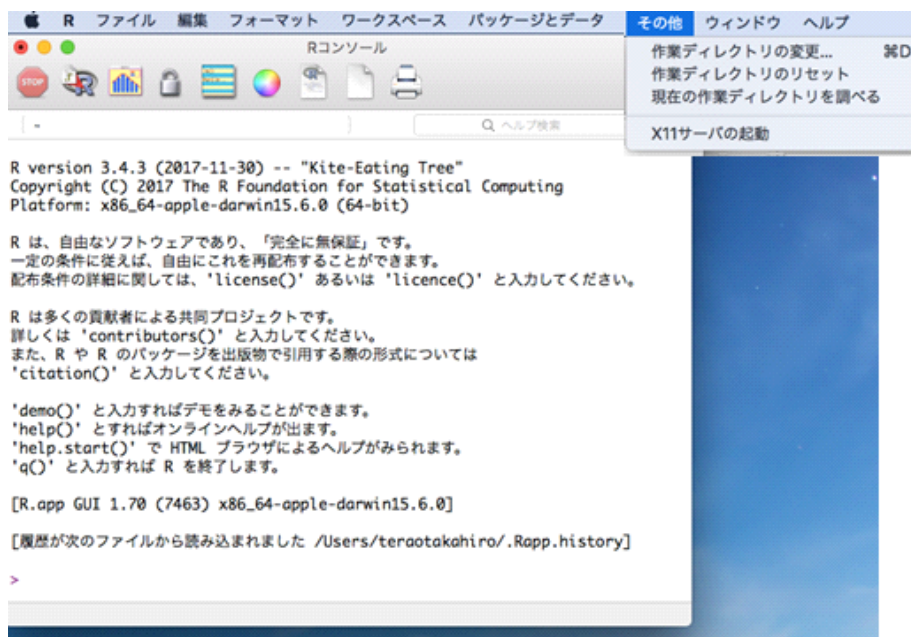 R ファイル 編集 フォーマット ワークスペース パッケージとデータ その他 ウィンドウ ヘルプ
作業ディレクトリの変更... ⌘D
作業ディレクトリのリセット
現在の作業ディレクトリを調べる
X11サーバの起動
Rコンソール
STOP
ヘルプ検索
R version 3.4.3 (2017-11-30) -- "Kite-Eating Tree"
Copyright (C) 2017 The R Foundation for Statistical Computing
Platform: x86_64-apple-darwin15.6.0 (64-bit)
R は、自由なソフトウェアであり、「完全に無保証」です。
一定の条件に従えば、自由にこれを再配布することができます。
配布条件の詳細に関しては、'license()' あるいは 'licence()' と入力してください。
R は多くの貢献者による共同プロジェクトです。
詳しくは 'contributors()' と入力してください。
また、R や R のパッケージを出版物で引用する際の形式については
'citation()' と入力してください。
'demo()' と入力すればデモをみることができます。
'help()' とすればオンラインヘルプが出ます。
'help.start()' で HTML ブラウザによるヘルプがみられます。
'q()' と入力すれば R を終了します。
[R.app GUI 1.70 (7463) x86_64-apple-darwin15.6.0]
[履歴が次のファイルから読み込まれました /Users/teraotakahiro/.Rapp.history]
>